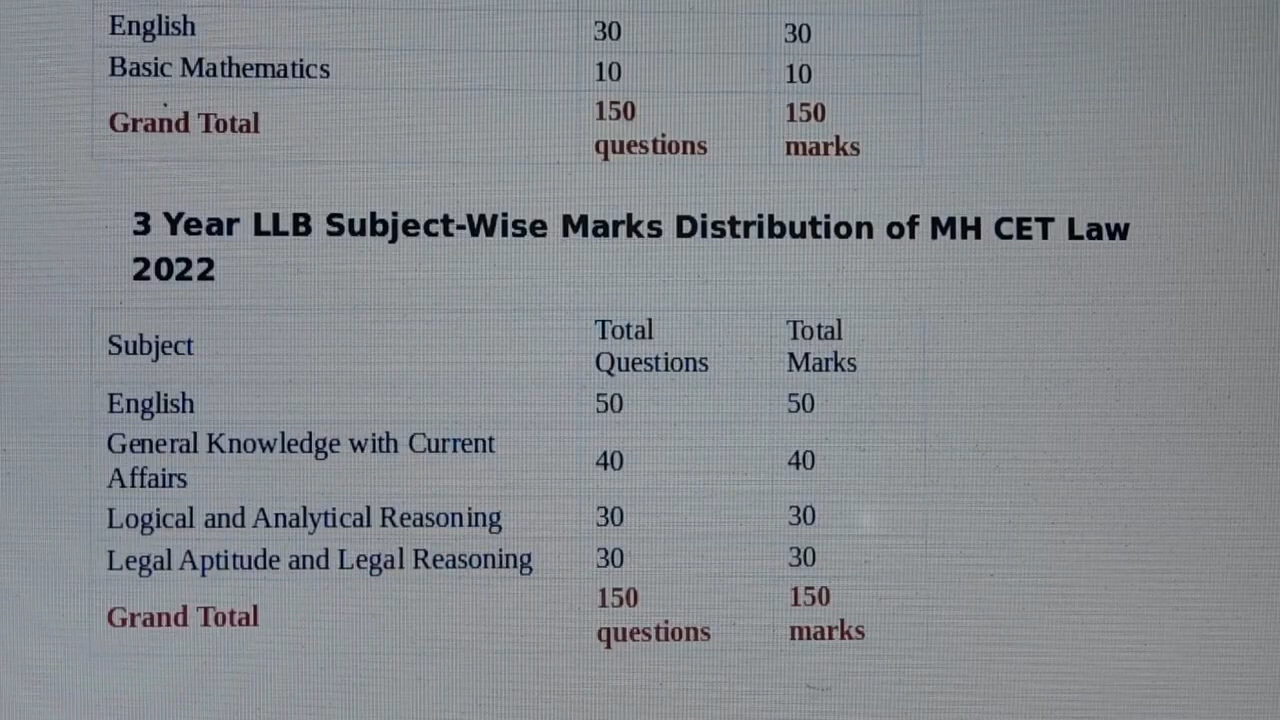 English 30 30
Basic Mathematics 10 10
Grand Total 150 questions 150 marks
3 Year LLB Subject-Wise Marks Distribution of MH CET Law
2022
Subject Total Questions Total Marks
English 50 50
General Knowledge with Current Affairs 40 40
Logical and Analytical Reasoning 30 30
Legal Aptitude and Legal Reasoning 30 30
Grand Total 150 questions 150 marks